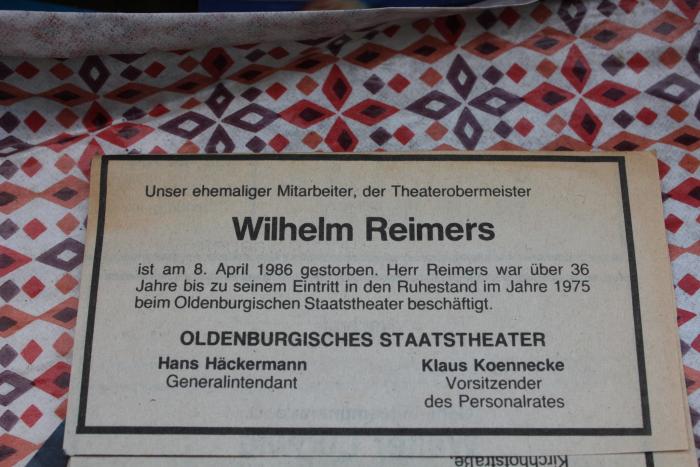 Unser ehemaliger Mitarbeiter, der Theaterobermeister
Wilhelm Reimers
ist am 8. April 1986 gestorben. Herr Reimers war über 36
Jahre bis zu seinem Eintritt in den Ruhestand im Jahre 1975
beim Oldenburgischen Staatstheater beschäftigt.
OLDENBURGISCHES STAATSTHEATER
Hans Häckermann Klaus Koennecke
Generalintendant Vorsitzender
des Personalrates
Kirchhofstraße.